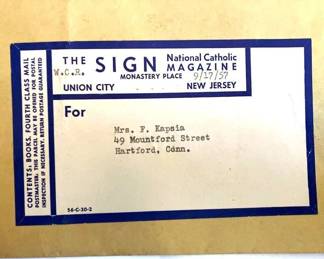 THE SIGN National Catholic MAGAZINE
W.C.R. MONASTERY PLACE 9/17/57
UNION CITY NEW JERSEY
CONTENTS: BOOKS, FOURTH CLASS MAIL
POSTMASTER: THIS PARCEL MAY BE OPENED FOR POSTAL
INSPECTION IF NECESSARY. RETURN POSTAGE GUARANTEED
For
Mrs. F. Kapsia
49 Mountford Street
Hartford, Conn.
56-C-30-2